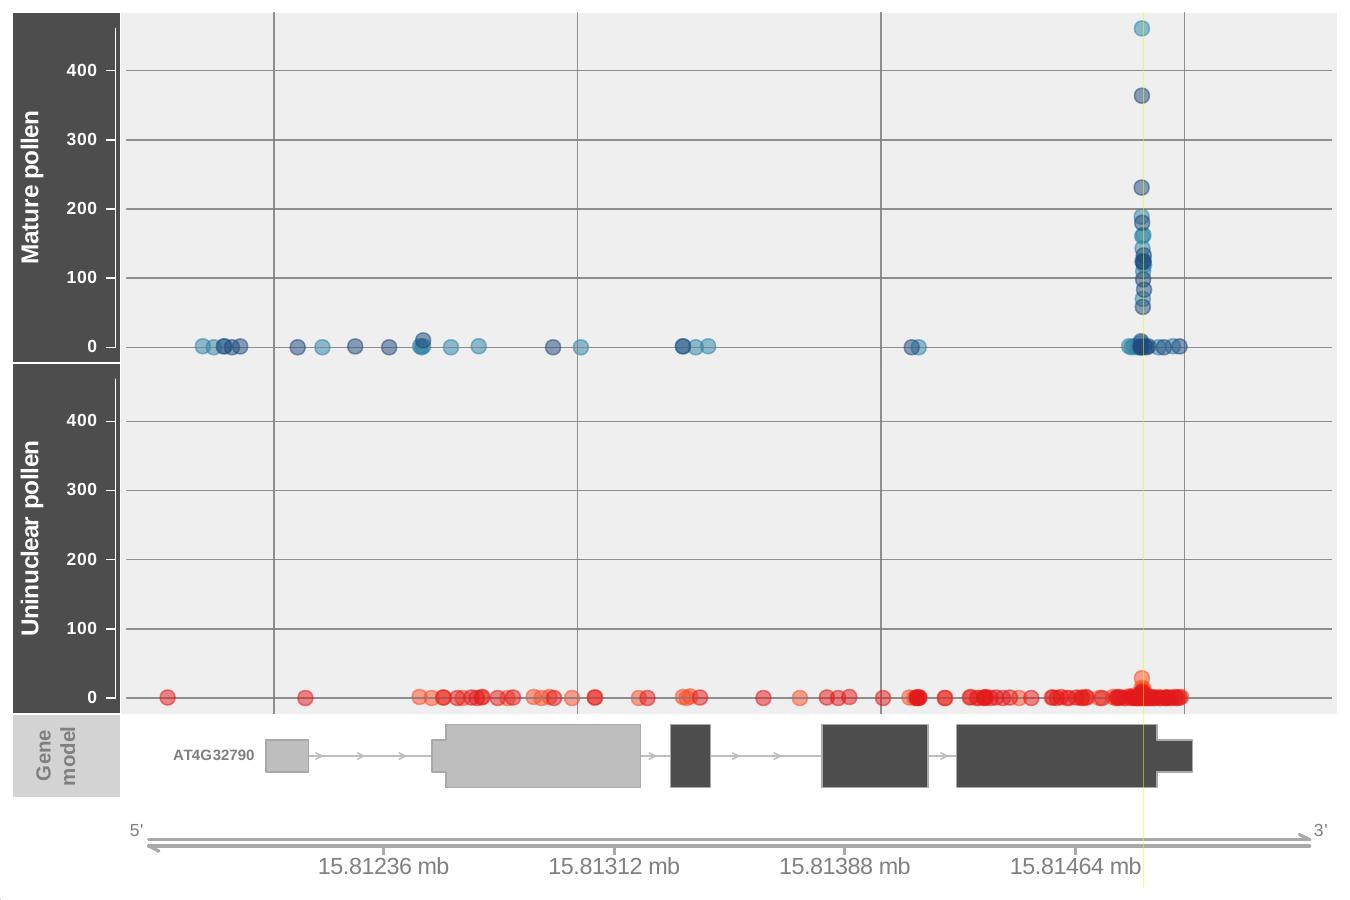 Mature pollen
400
300
200
100
0
Uninuclear pollen
400
300
200
100
0
Gene
model
AT4G32790
5'
3'
15.81236 mb
15.81312 mb
15.81388 mb
15.81464 mb